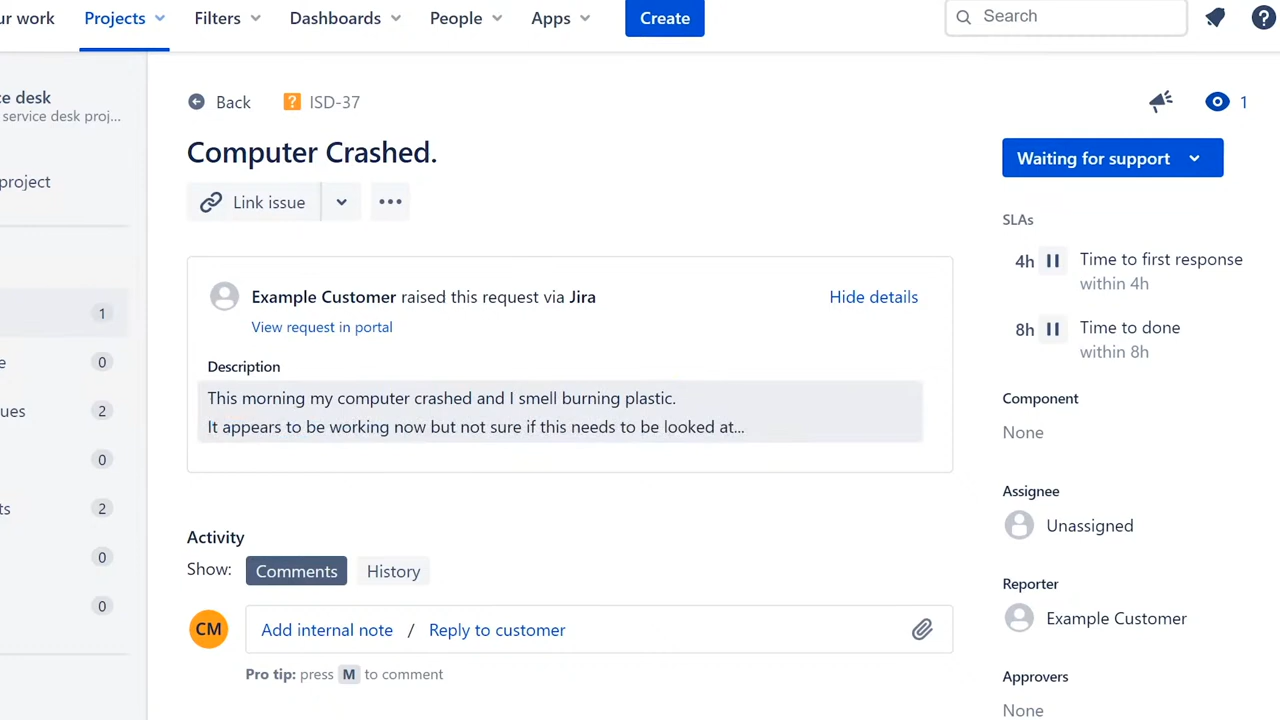 ur work Projects Filters Dashboards People Apps Create Search ?
ce desk
service desk proj...
project
1
e 0
ues 2
0
ts 2
0
0
Back ? ISD-37 1
Computer Crashed.
Link issue •••
Example Customer raised this request via Jira Hide details
View request in portal
Description
This morning my computer crashed and I smell burning plastic.
It appears to be working now but not sure if this needs to be looked at...
Activity
Show: Comments History
CM Add internal note / Reply to customer
Pro tip: press M to comment
Waiting for support
SLAs
4h Time to first response
within 4h
8h Time to done
within 8h
Component
None
Assignee
Unassigned
Reporter
Example Customer
Approvers
None